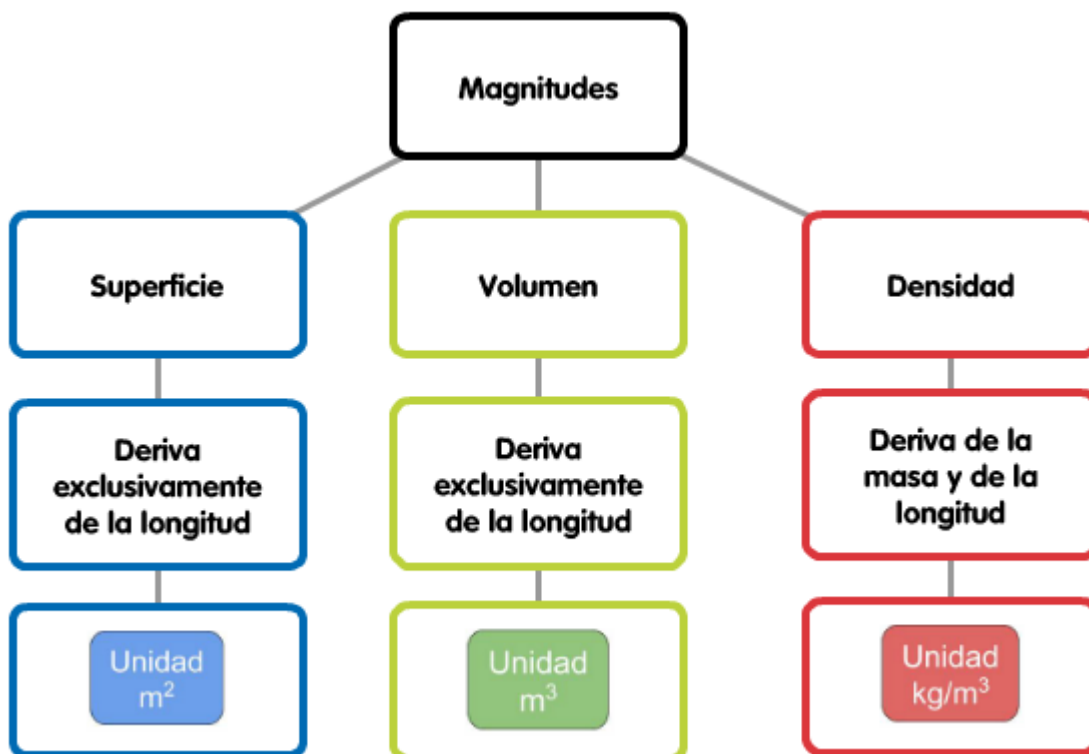 Magnitudes
Superficie
Volumen
Densidad
Deriva
exclusivamente
de la longitud
Deriva
exclusivamente
de la longitud
Deriva de la
masa y de la
longitud
Unidad
m²
Unidad
m³
Unidad
kg/m³